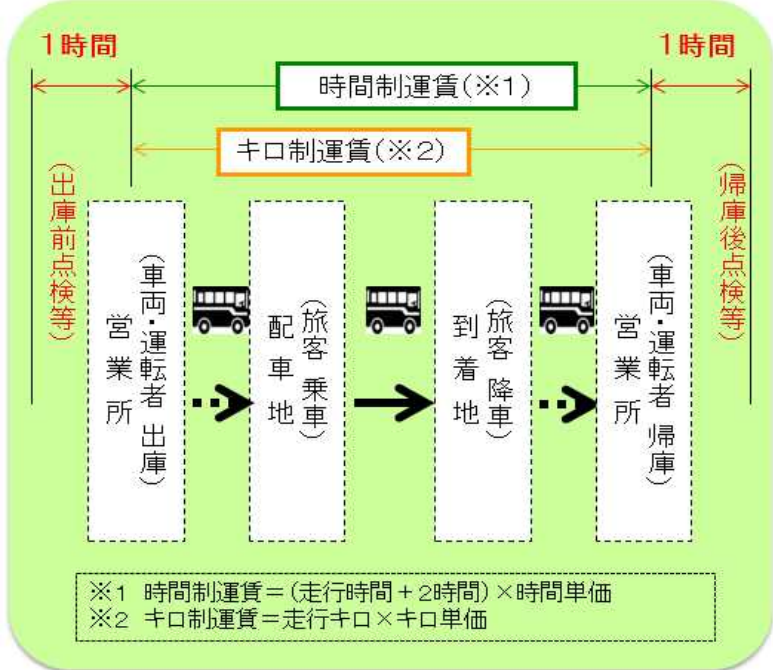 1時間
1時間
時間制運賃(※1)
キロ制運賃(※2)
(出庫前点検等)
(帰庫後点検等)
(車両・運転者 出庫)
営業所
(旅客 乗車)
配車地
(旅客 降車)
到着地
(車両・運転者 帰庫)
営業所
※1 時間制運賃=(走行時間+2時間)×時間単価
※2 キロ制運賃=走行キロ×キロ単価